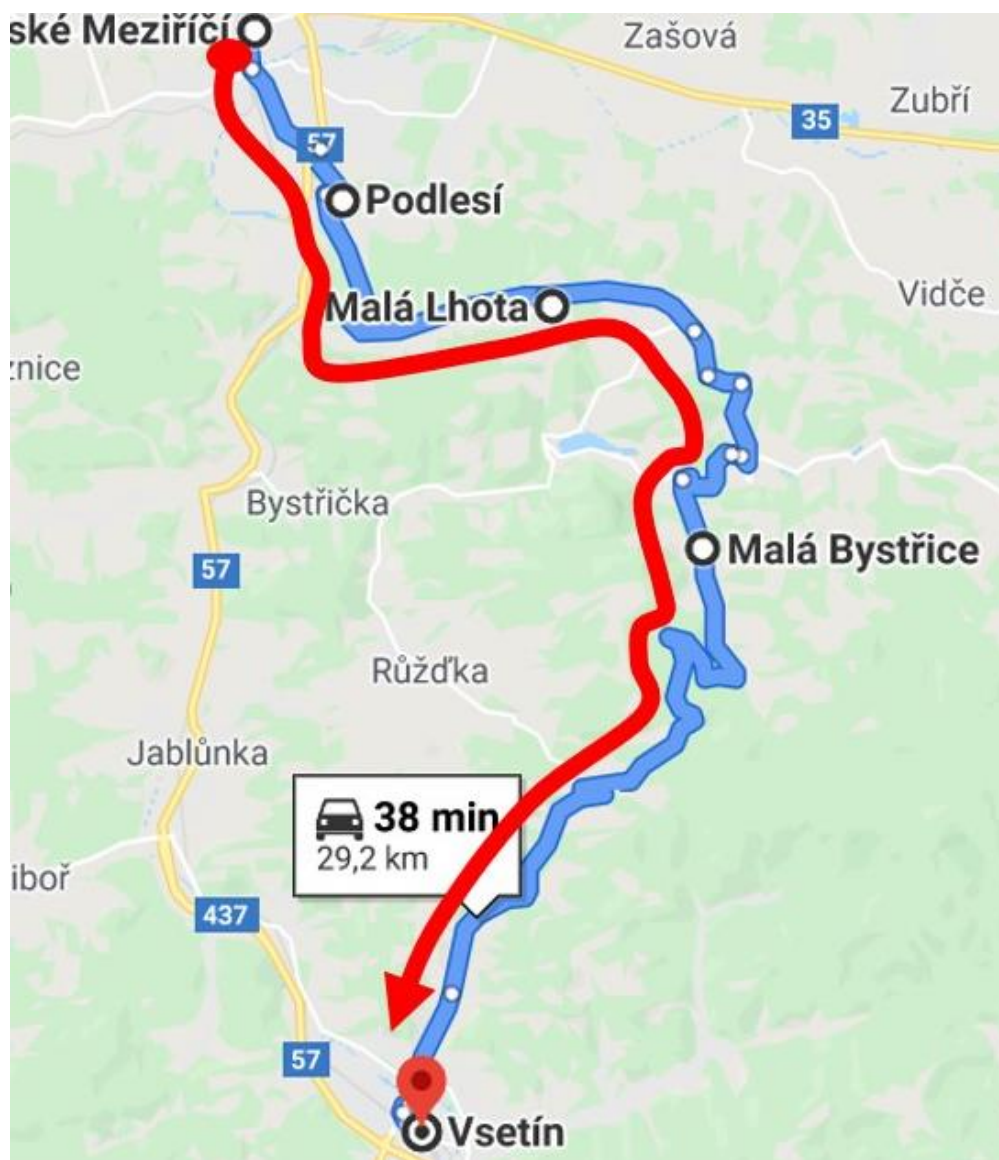 ské Meziříčí
Zašová
Zubří
35
57
Podlesí
Vidče
Malá Lhota
znice
Bystřička
Malá Bystřice
57
Růžďka
Jablůnka
38 min
29,2 km
iboř
437
57
Vsetín